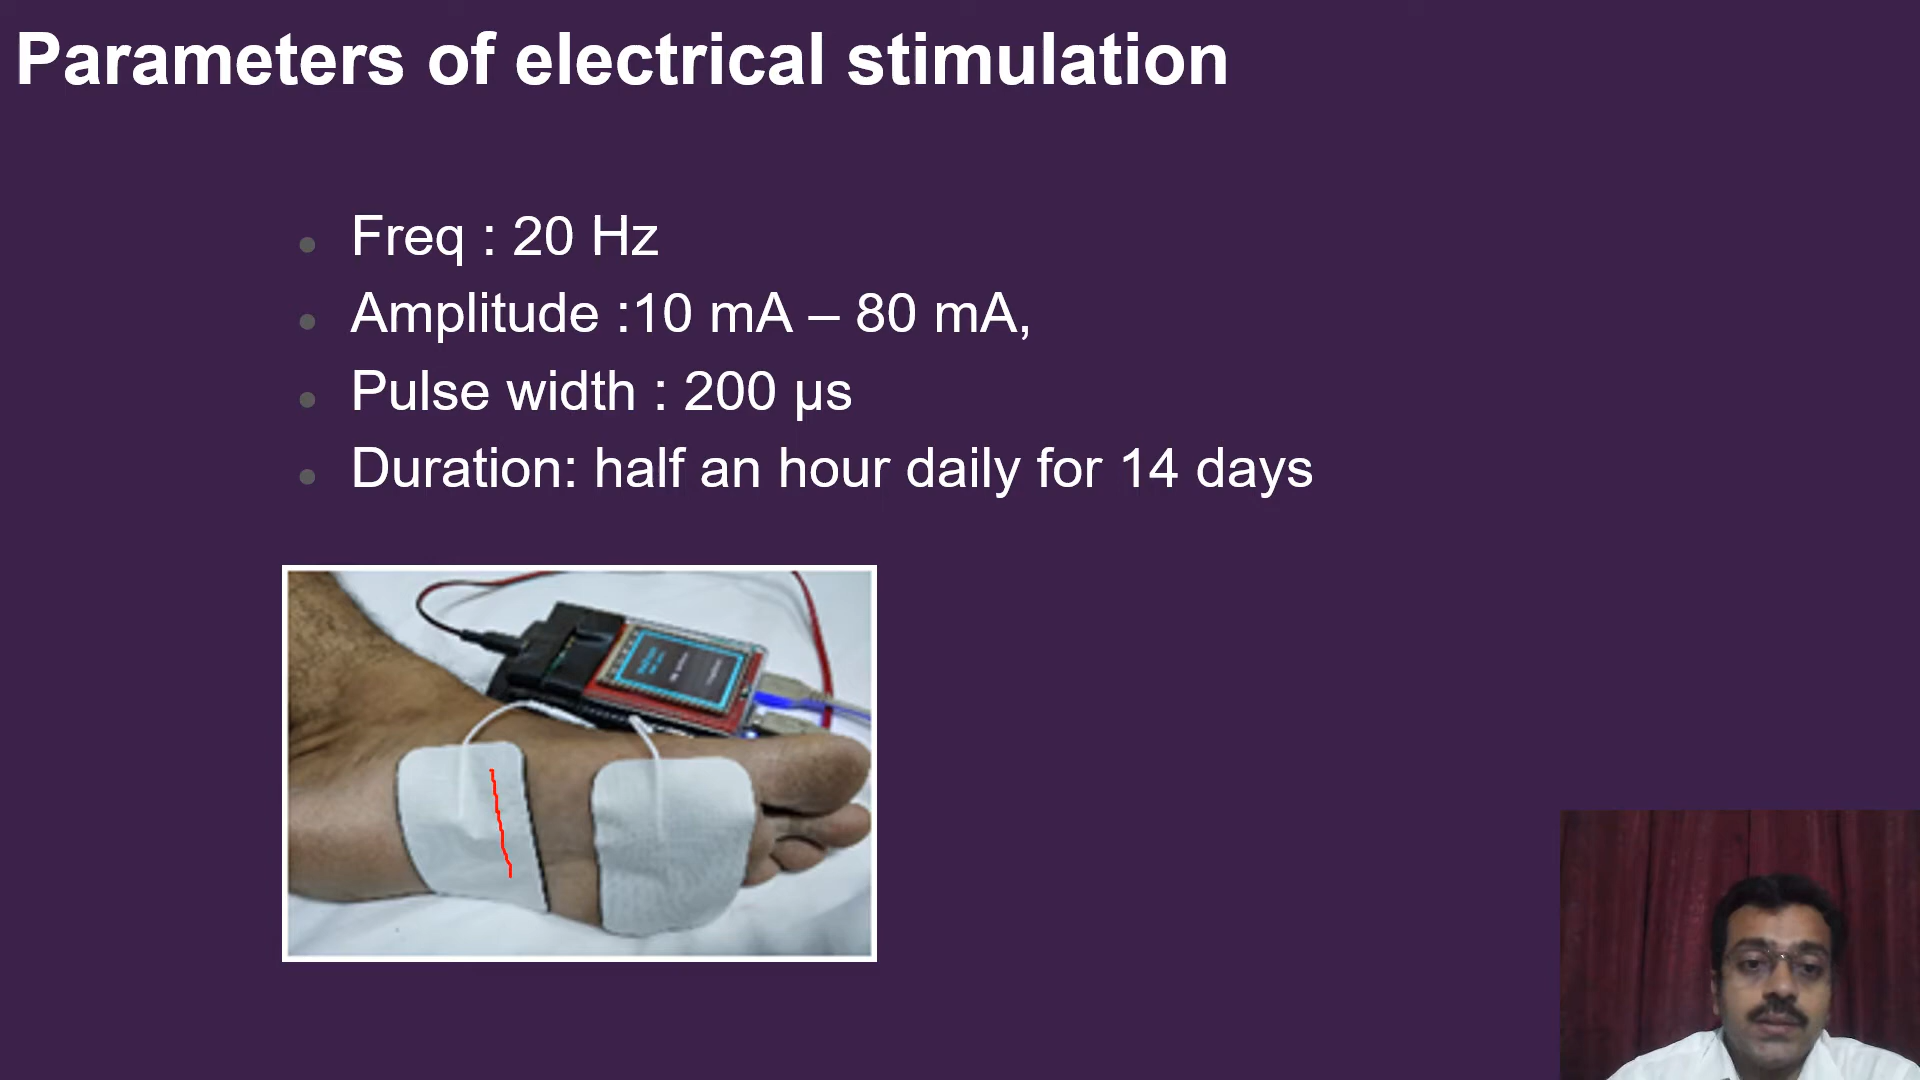 Parameters of electrical stimulation
Freq : 20 Hz
Amplitude :10 mA – 80 mA,
Pulse width : 200 µs
Duration: half an hour daily for 14 days